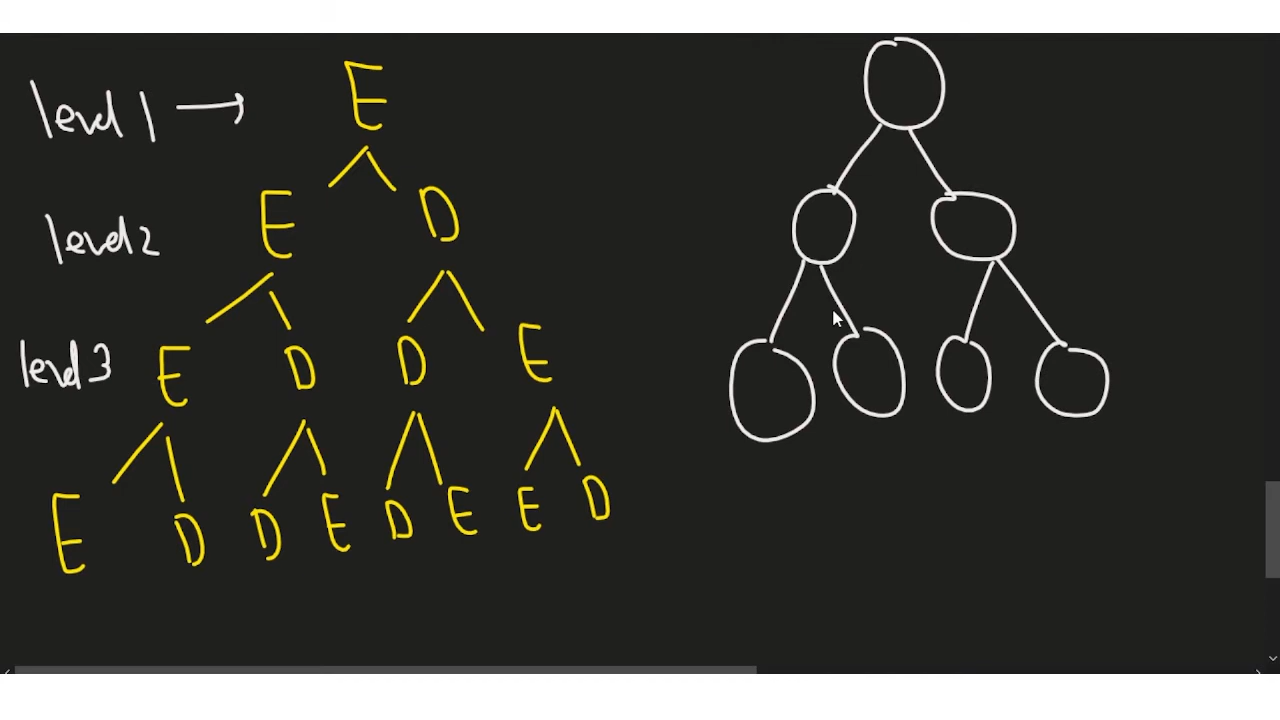 level 1 → E
level 2 E D
level 3 E D D E
E D D E D E E D